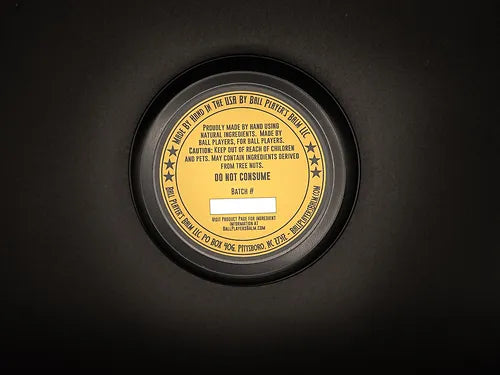 Made By Hand In The USA By Ball Player's Balm LLC
Proudly made by hand using
natural ingredients. Made by
ball players, for ball players.
Caution: Keep out of reach of children
and pets. May contain ingredients derived
from tree nuts.
DO NOT CONSUME
Batch #
Visit Product Page for ingredient
information at
BallPlayersBalm.com
Ball Player's Balm LLC PO BOX 906, Pittsboro, NC 27312 - BallPlayersBalm.com